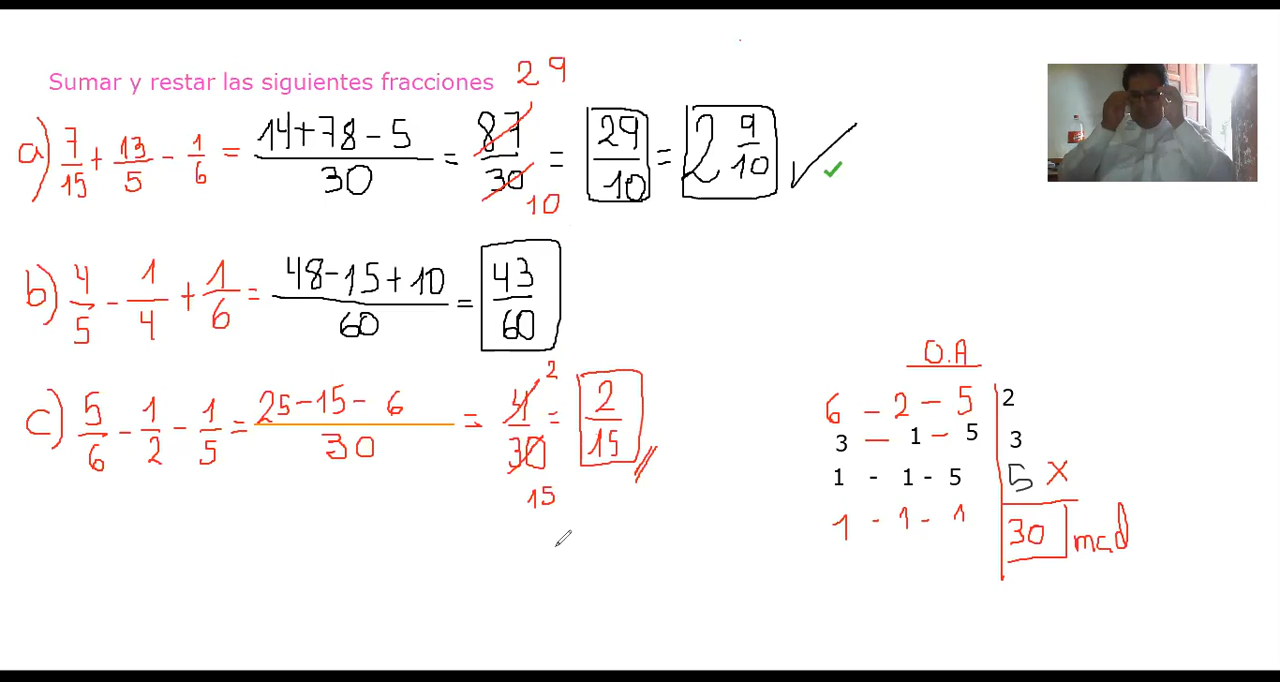 Sumar y restar las siguientes fracciones
a) 7/15 + 13/5 - 1/6 = 14+78-5/30 = 87/30 = 29/10 = 2 9/10 ✓ ✓
29
10
b) 4/5 - 1/4 + 1/6 = 48-15+10/60 = 43/60
c) 5/6 - 1/2 - 1/5 = 25-15-6/30 = 4/30 = 2/15 //
2
15
O.A
6 - 2 - 5 | 2
3 - 1 - 5 | 3
1 - 1 - 5 | 5 X
1 - 1 - 1 | 30 mcd